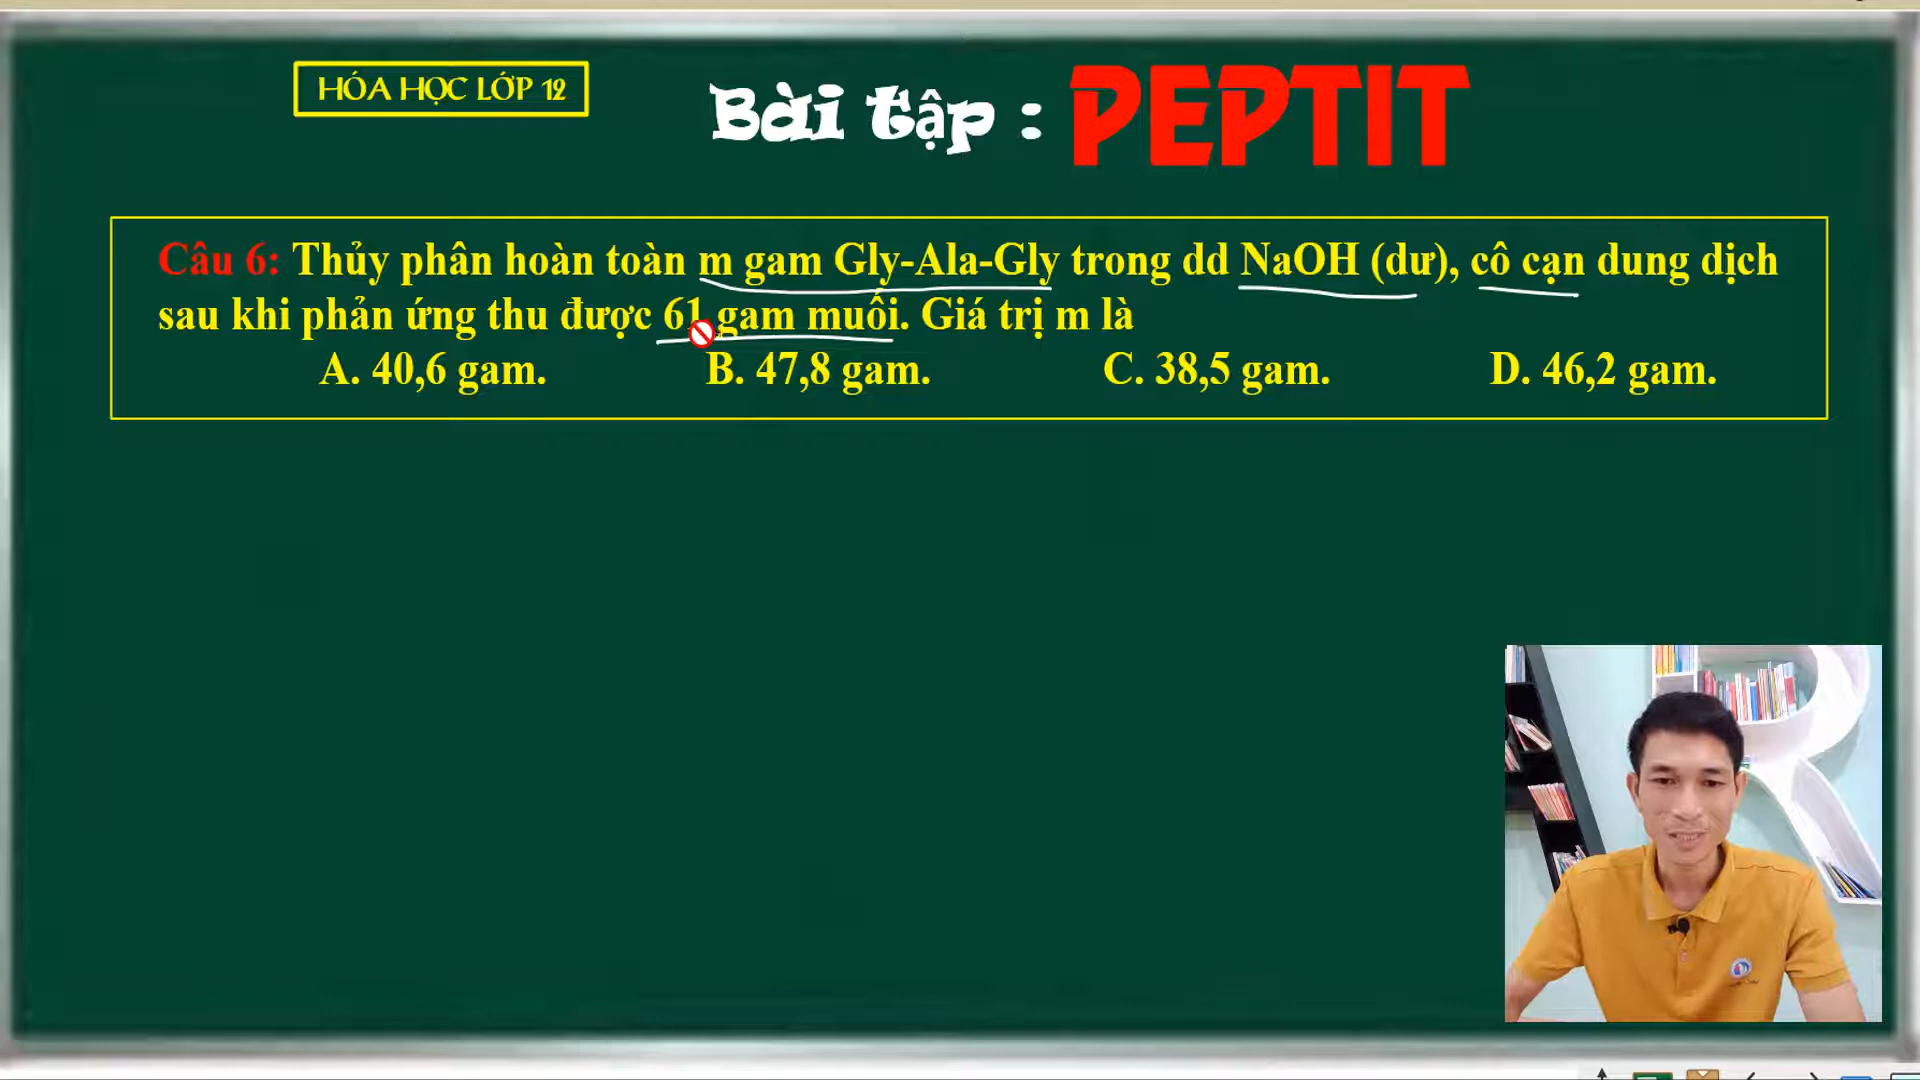 HÓA HỌC LỚP 12
Bài tập : PEPTIT
Câu 6: Thủy phân hoàn toàn m gam Gly-Ala-Gly trong dd NaOH (dư), cô cạn dung dịch
sau khi phản ứng thu được 61 gam muối. Giá trị m là
A. 40,6 gam. B. 47,8 gam. C. 38,5 gam. D. 46,2 gam.